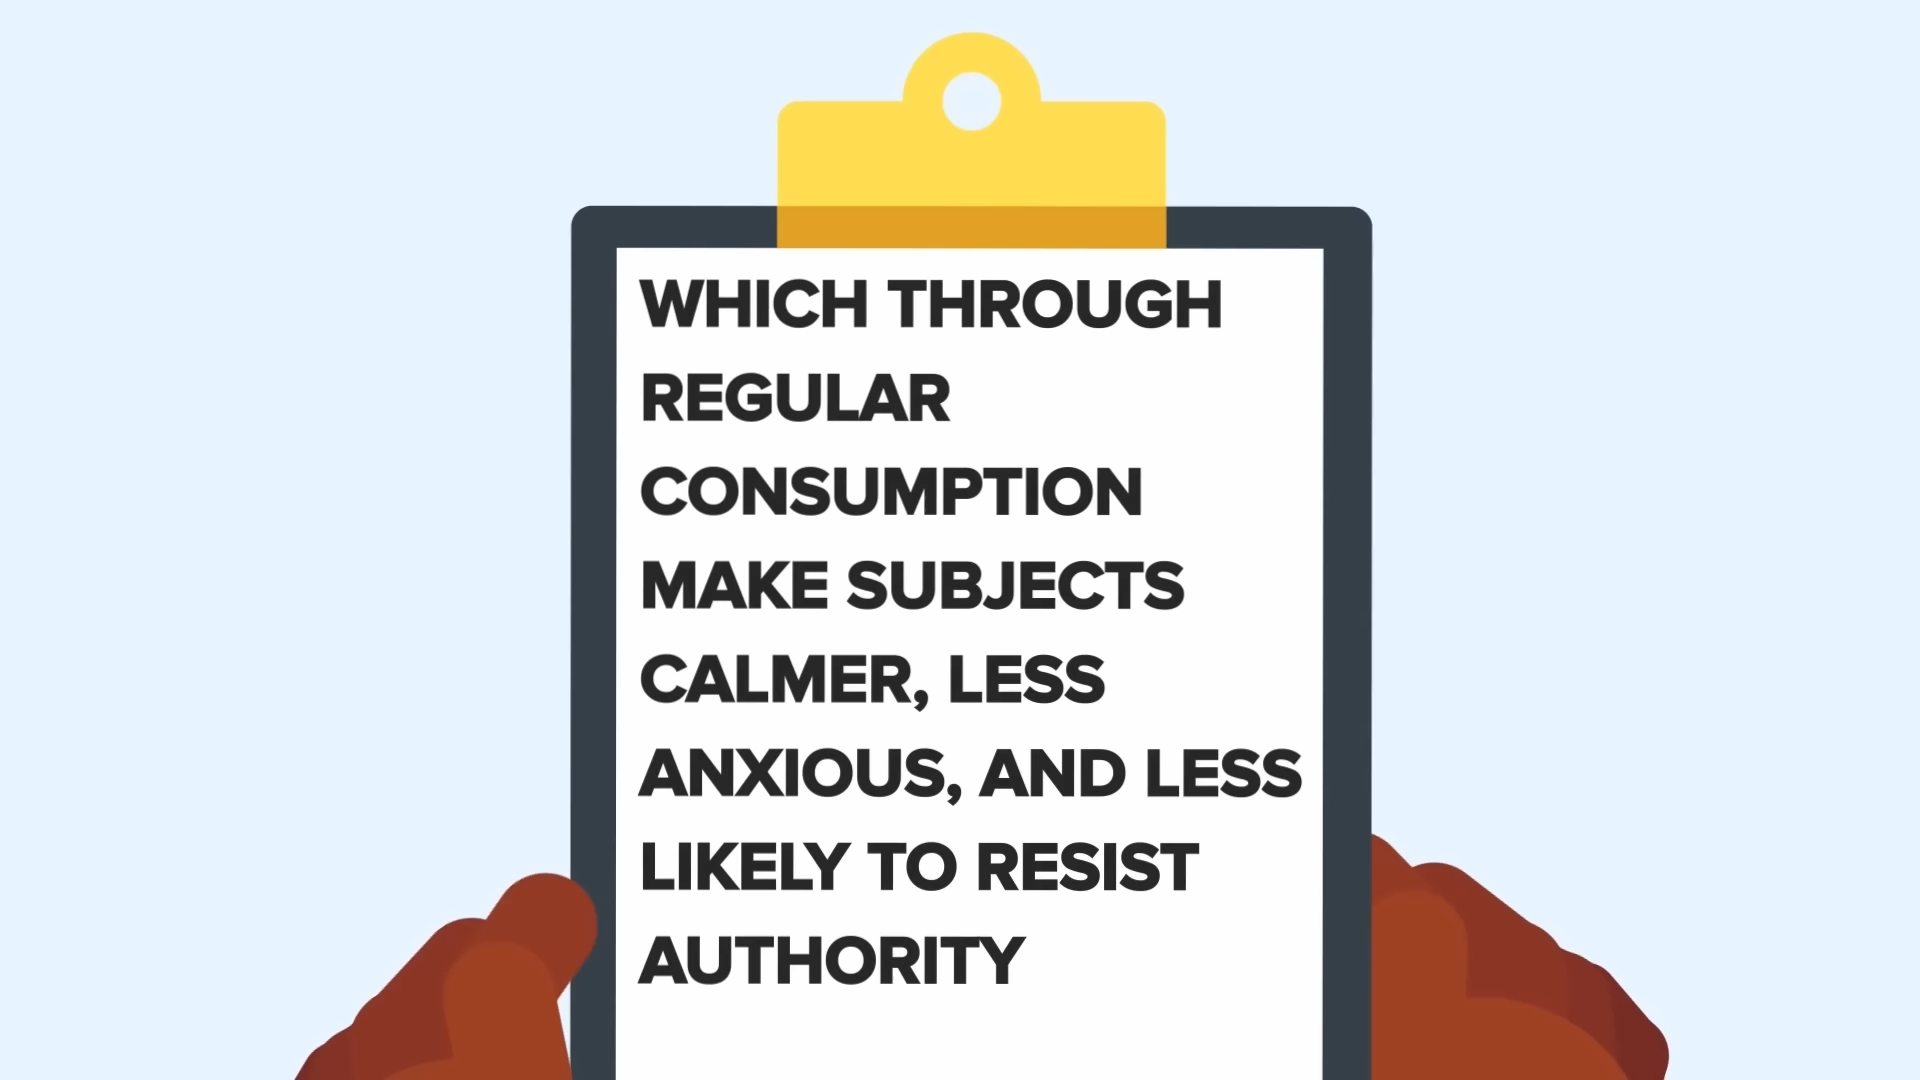 WHICH THROUGH
REGULAR
CONSUMPTION
MAKE SUBJECTS
CALMER, LESS
ANXIOUS, AND LESS
LIKELY TO RESIST
AUTHORITY